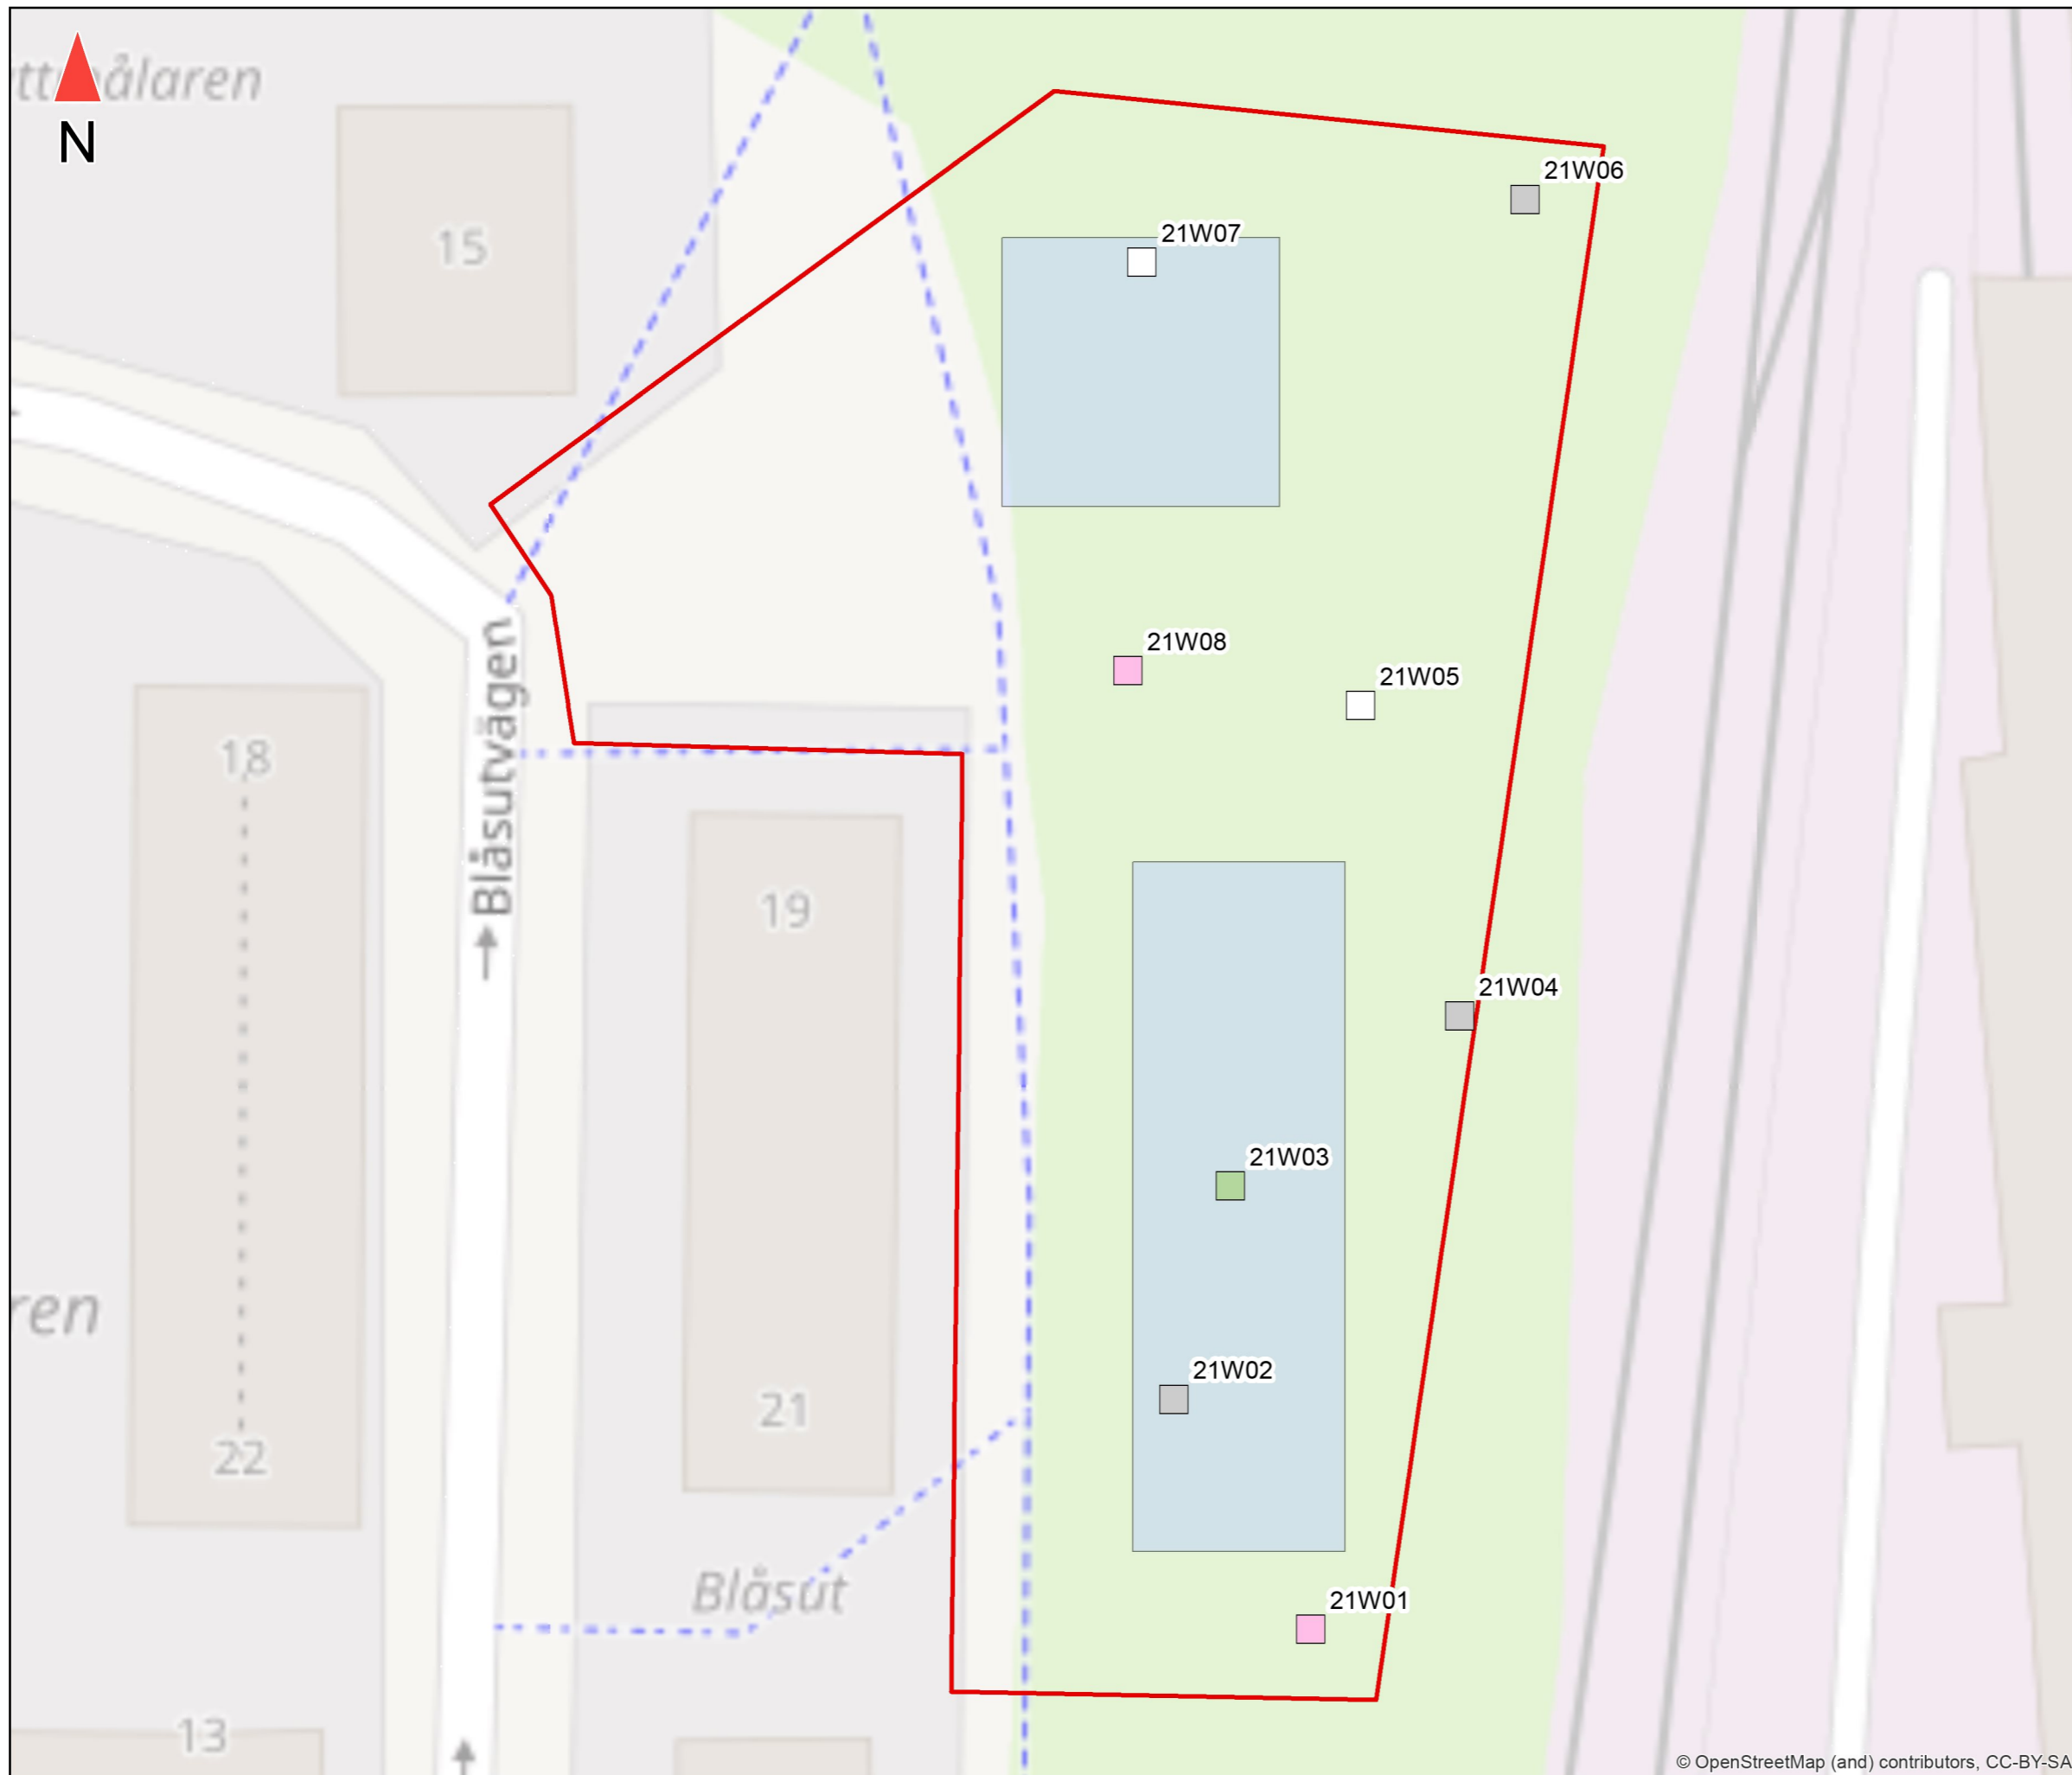 ttmålaren
N
15
21W06
21W07
21W08
21W05
Blåsutvägen
18
19
21W04
21W03
ren
21W02
21
22
Blåsut
21W01
13
© OpenStreetMap (and) contributors, CC-BY-SA